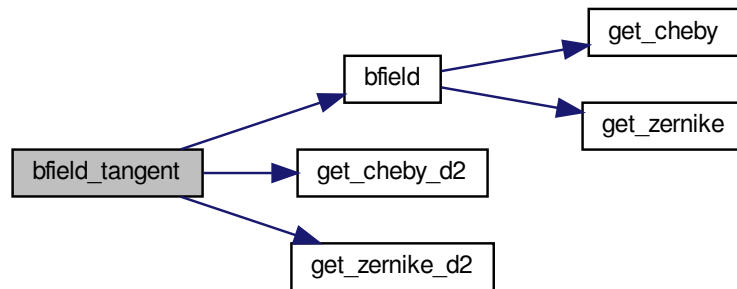 get_cheby
bfield
get_zernike
bfield_tangent
get_cheby_d2
get_zernike_d2